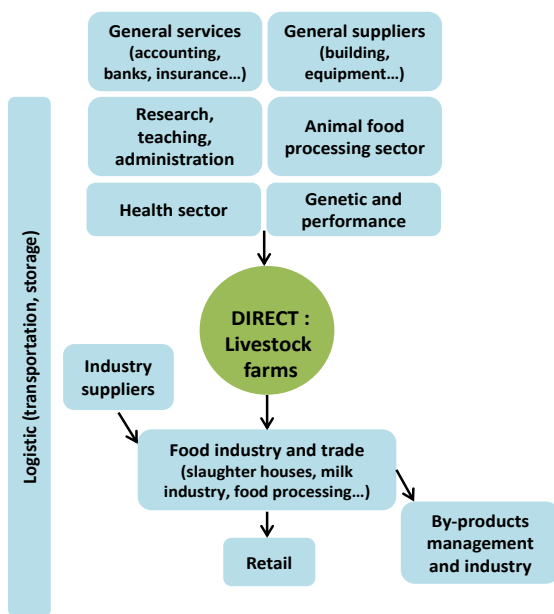 General services
(accounting,
banks, insurance…)
General suppliers
(building,
equipment…)
Research,
teaching,
administration
Animal food
processing sector
Health sector
Genetic and
performance
Logistic (transportation, storage)
DIRECT :
Livestock
farms
Industry
suppliers
Food industry and trade
(slaughter houses, milk
industry, food processing…)
By-products
management
and industry
Retail